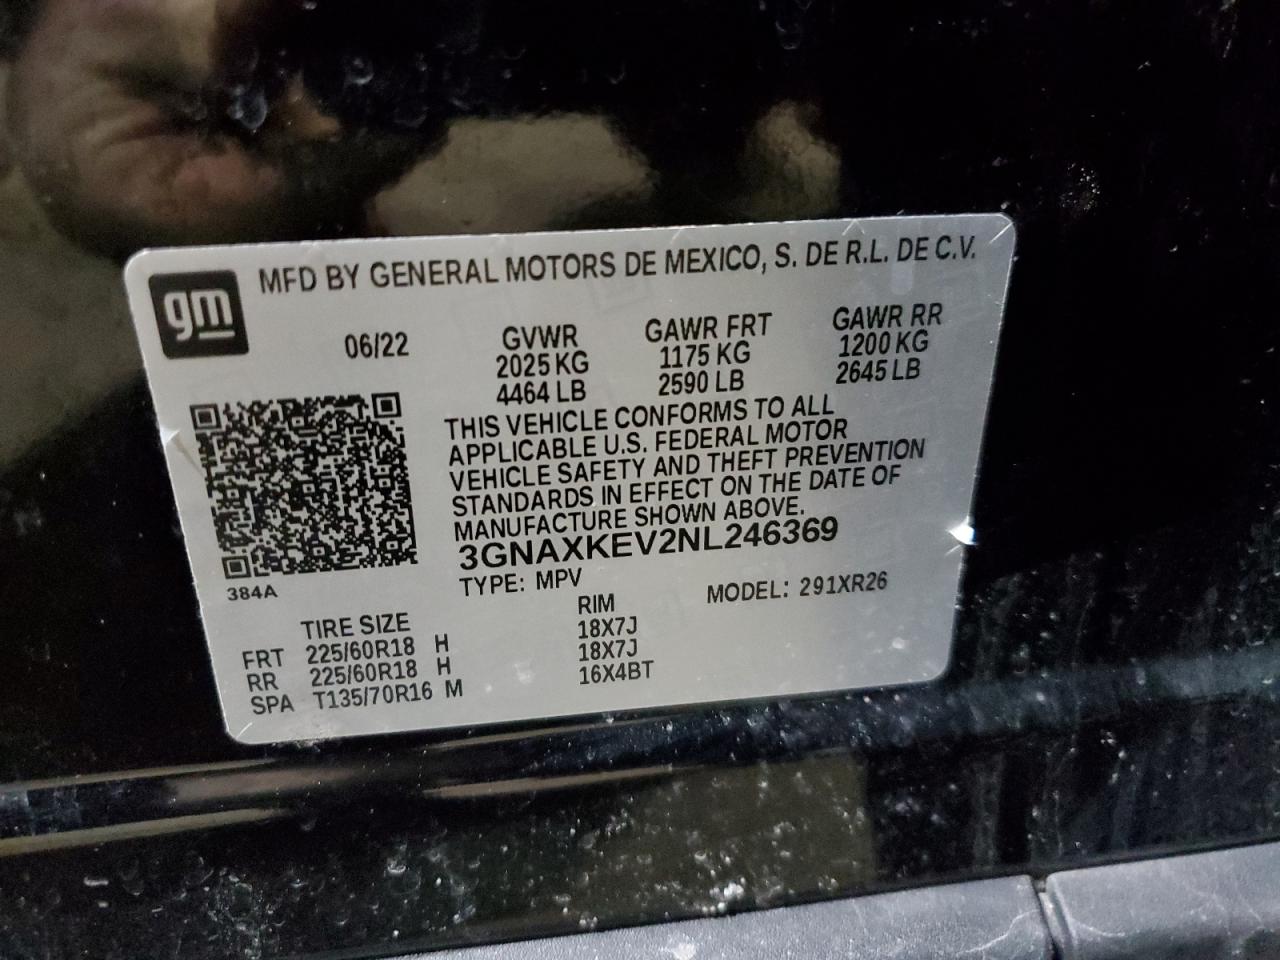 MFD BY GENERAL MOTORS DE MEXICO, S. DE R.L. DE C.V.
gm
06/22
GVWR GAWR FRT GAWR RR
2025 KG 1175 KG 1200 KG
4464 LB 2590 LB 2645 LB
THIS VEHICLE CONFORMS TO ALL
APPLICABLE U.S. FEDERAL MOTOR
VEHICLE SAFETY AND THEFT PREVENTION
STANDARDS IN EFFECT ON THE DATE OF
MANUFACTURE SHOWN ABOVE.
3GNAXKEV2NL246369
384A
TYPE: MPV MODEL: 291XR26
TIRE SIZE RIM
FRT 225/60R18 H 18X7J
RR 225/60R18 H 18X7J
SPA T135/70R16 M 16X4BT